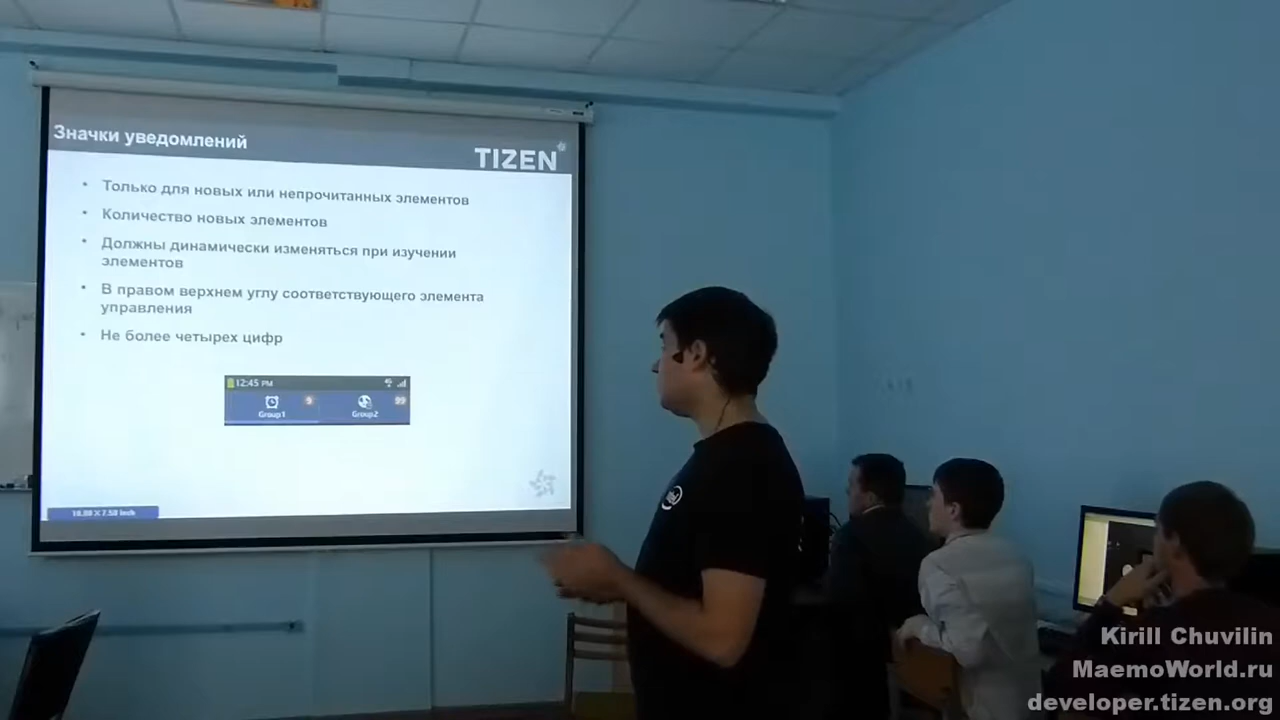 Значки уведомлений
TIZEN
• Только для новых или непрочитанных элементов
• Количество новых элементов
• Должны динамически изменяться при изучении
элементов
• В правом верхнем углу соответствующего элемента
управления
• Не более четырех цифр
12:45 PM
9
99
Group1
Group2
Kirill Chuvilin
MaemoWorld.ru
developer.tizen.org